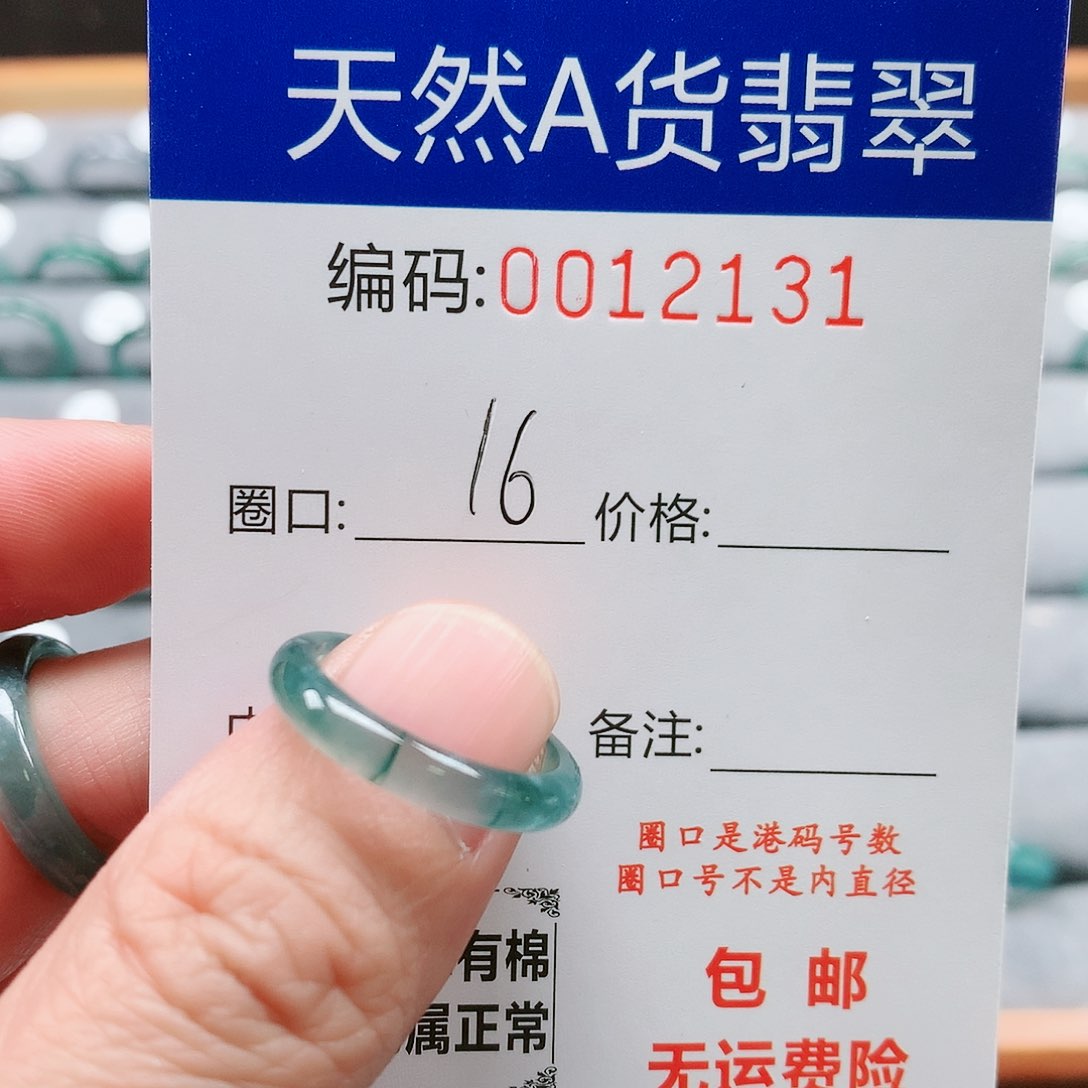 天然A货翡翠
编码:0012131
圈口: 16 价格:
备注:
圈口是港码号数
圈口号不是内直径
有棉
属正常
包 邮
无运费险